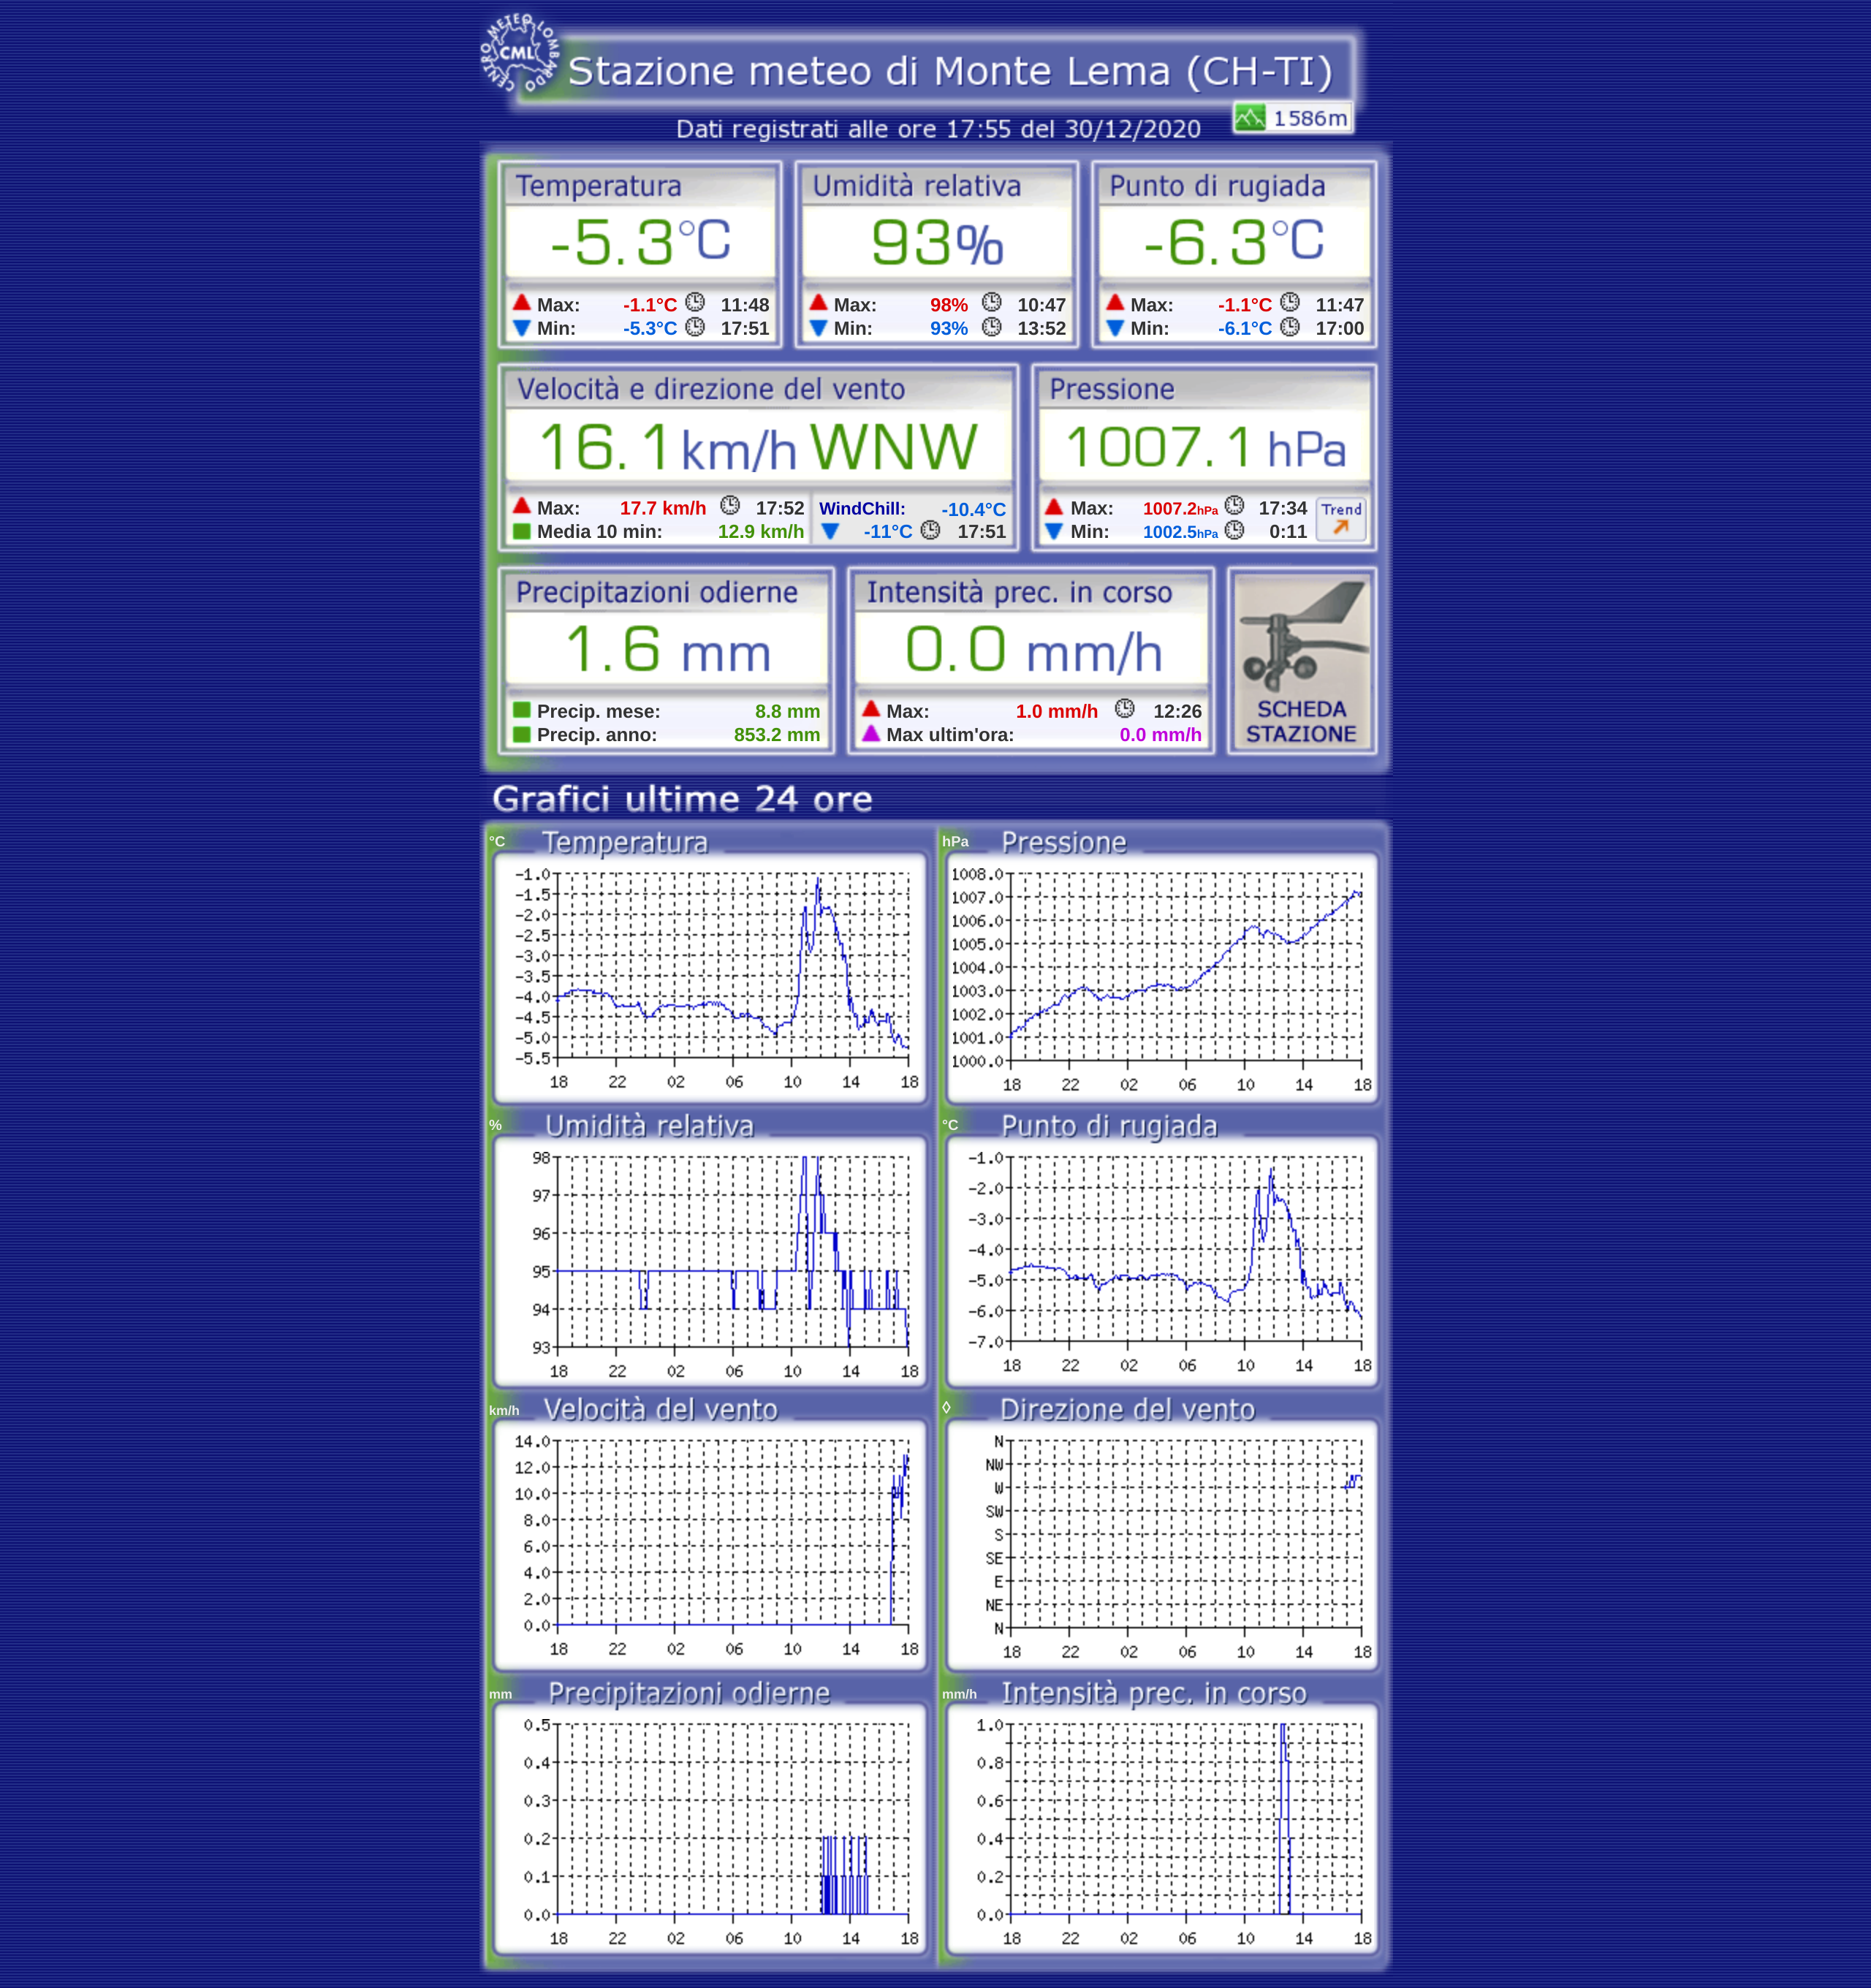 CENTRO METEO LOMBARDO
CML
Stazione meteo di Monte Lema (CH-TI)
1586m
Dati registrati alle ore 17:55 del 30/12/2020
Temperatura Umidità relativa Punto di rugiada
-5.3°C 93% -6.3°C
Max: -1.1°C 11:48 Max: 98% 10:47 Max: -1.1°C 11:47
Min: -5.3°C 17:51 Min: 93% 13:52 Min: -6.1°C 17:00
Velocità e direzione del vento Pressione
16.1 km/h WNW 1007.1 hPa
Max: 17.7 km/h 17:52 WindChill: -10.4°C Max: 1007.2hPa 17:34 Trend
Media 10 min: 12.9 km/h -11°C 17:51 Min: 1002.5hPa 0:11
Precipitazioni odierne Intensità prec. in corso
1.6 mm 0.0 mm/h
Precip. mese: 8.8 mm Max: 1.0 mm/h 12:26 SCHEDA
Precip. anno: 853.2 mm Max ultim'ora: 0.0 mm/h STAZIONE
Grafici ultime 24 ore
°C Temperatura
-1.0
-1.5
-2.0
-2.5
-3.0
-3.5
-4.0
-4.5
-5.0
-5.5
18 22 02 06 10 14 18
hPa Pressione
1008.0
1007.0
1006.0
1005.0
1004.0
1003.0
1002.0
1001.0
1000.0
18 22 02 06 10 14 18
% Umidità relativa
98
97
96
95
94
93
18 22 02 06 10 14 18
°C Punto di rugiada
-1.0
-2.0
-3.0
-4.0
-5.0
-6.0
-7.0
18 22 02 06 10 14 18
km/h Velocità del vento
14.0
12.0
10.0
8.0
6.0
4.0
2.0
0.0
18 22 02 06 10 14 18
◊ Direzione del vento
N
NW
W
SW
S
SE
E
NE
N
18 22 02 06 10 14 18
mm Precipitazioni odierne
0.5
0.4
0.3
0.2
0.1
0.0
18 22 02 06 10 14 18
mm/h Intensità prec. in corso
1.0
0.8
0.6
0.4
0.2
0.0
18 22 02 06 10 14 18